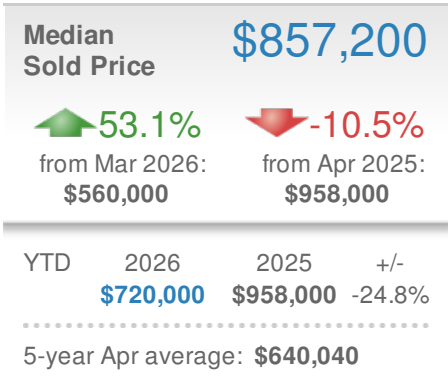 Median
Sold Price
$857,200
53.1%
from Mar 2026:
$560,000
-10.5%
from Apr 2025:
$958,000
YTD 2026 2025 +/-
$720,000 $958,000 -24.8%
5-year Apr average: $640,040